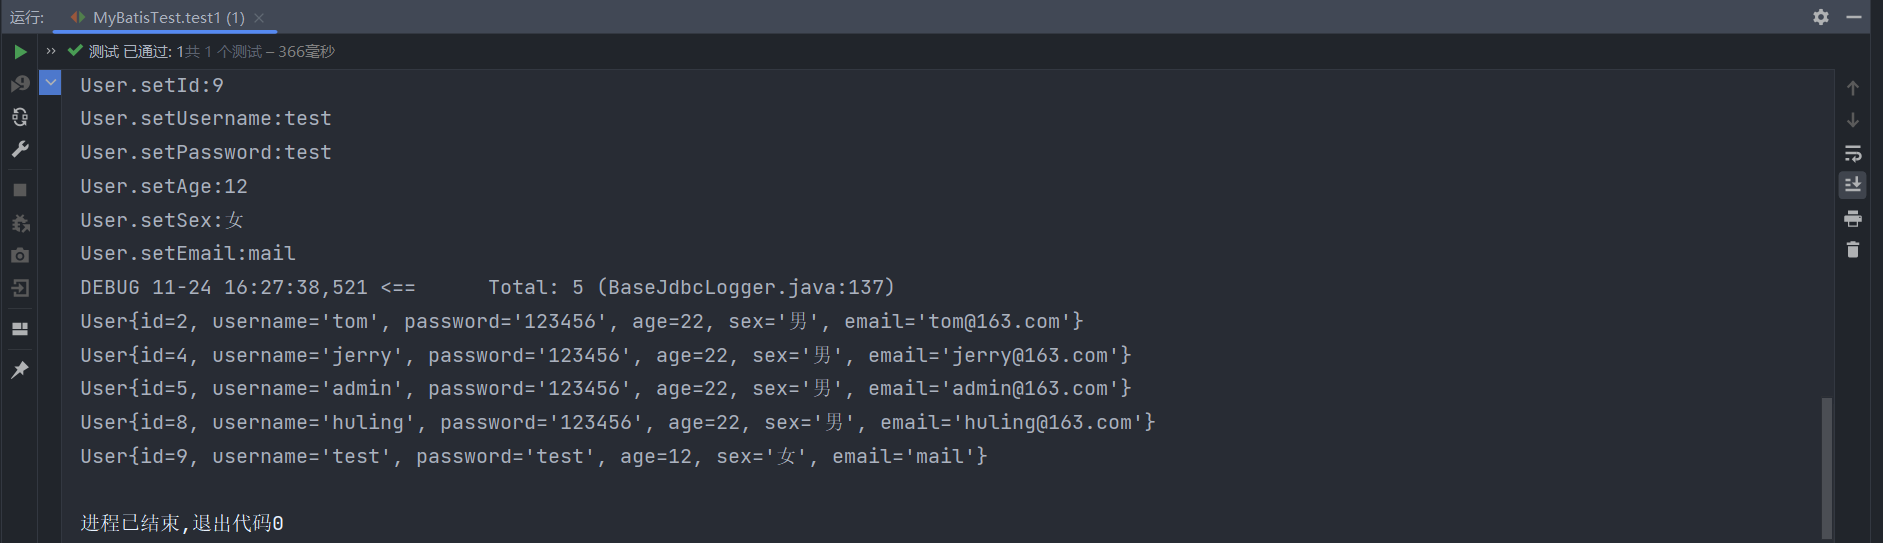 运行: MyBatisTest.test1 (1)
测试 已通过: 1共 1 个测试 – 366毫秒
User.setId:9
User.setUsername:test
User.setPassword:test
User.setAge:12
User.setSex:女
User.setEmail:mail
DEBUG 11-24 16:27:38,521 <==      Total: 5 (BaseJdbcLogger.java:137)
User{id=2, username='tom', password='123456', age=22, sex='男', email='tom@163.com'}
User{id=4, username='jerry', password='123456', age=22, sex='男', email='jerry@163.com'}
User{id=5, username='admin', password='123456', age=22, sex='男', email='admin@163.com'}
User{id=8, username='huling', password='123456', age=22, sex='男', email='huling@163.com'}
User{id=9, username='test', password='test', age=12, sex='女', email='mail'}
进程已结束,退出代码0